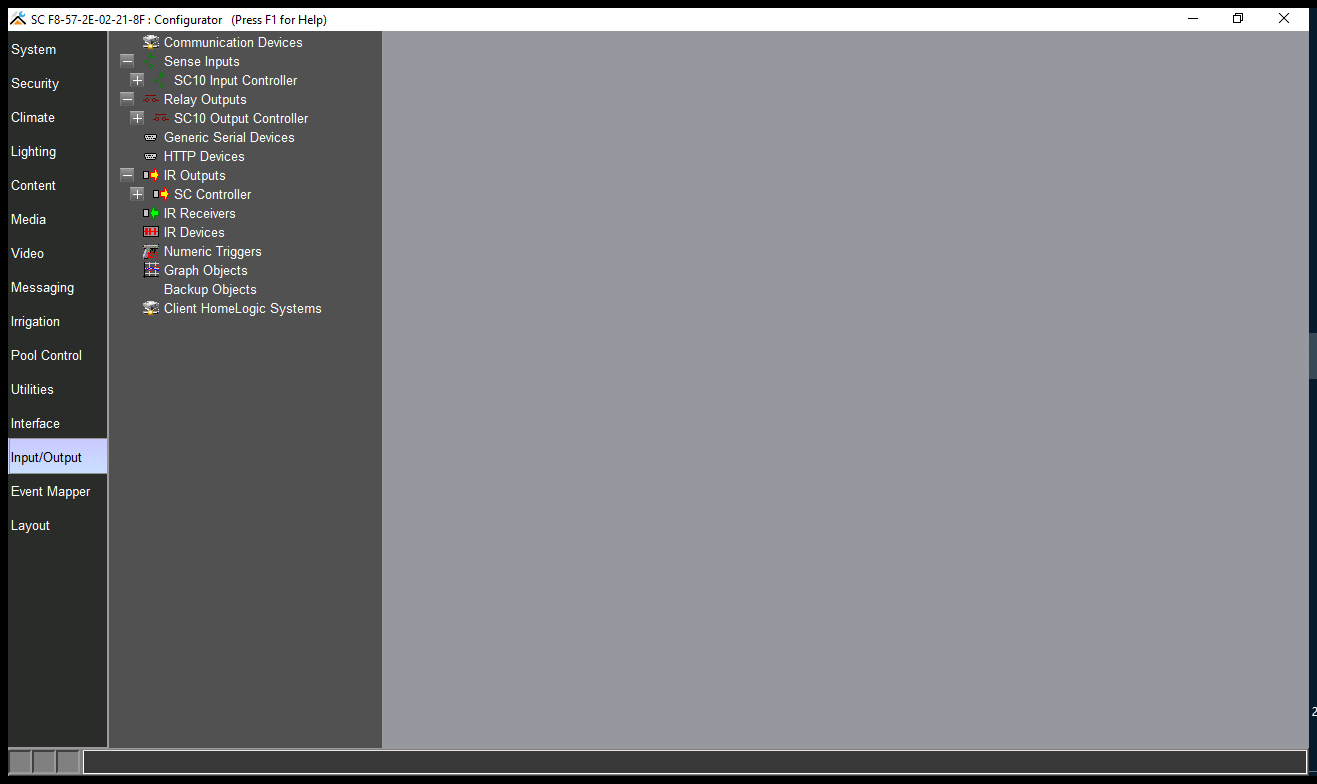 SC F8-57-2E-02-21-8F : Configurator (Press F1 for Help)
System
Security
Climate
Lighting
Content
Media
Video
Messaging
Irrigation
Pool Control
Utilities
Interface
Input/Output
Event Mapper
Layout
Communication Devices
Sense Inputs
SC10 Input Controller
Relay Outputs
SC10 Output Controller
Generic Serial Devices
HTTP Devices
IR Outputs
SC Controller
IR Receivers
IR Devices
Numeric Triggers
Graph Objects
Backup Objects
Client HomeLogic Systems
2